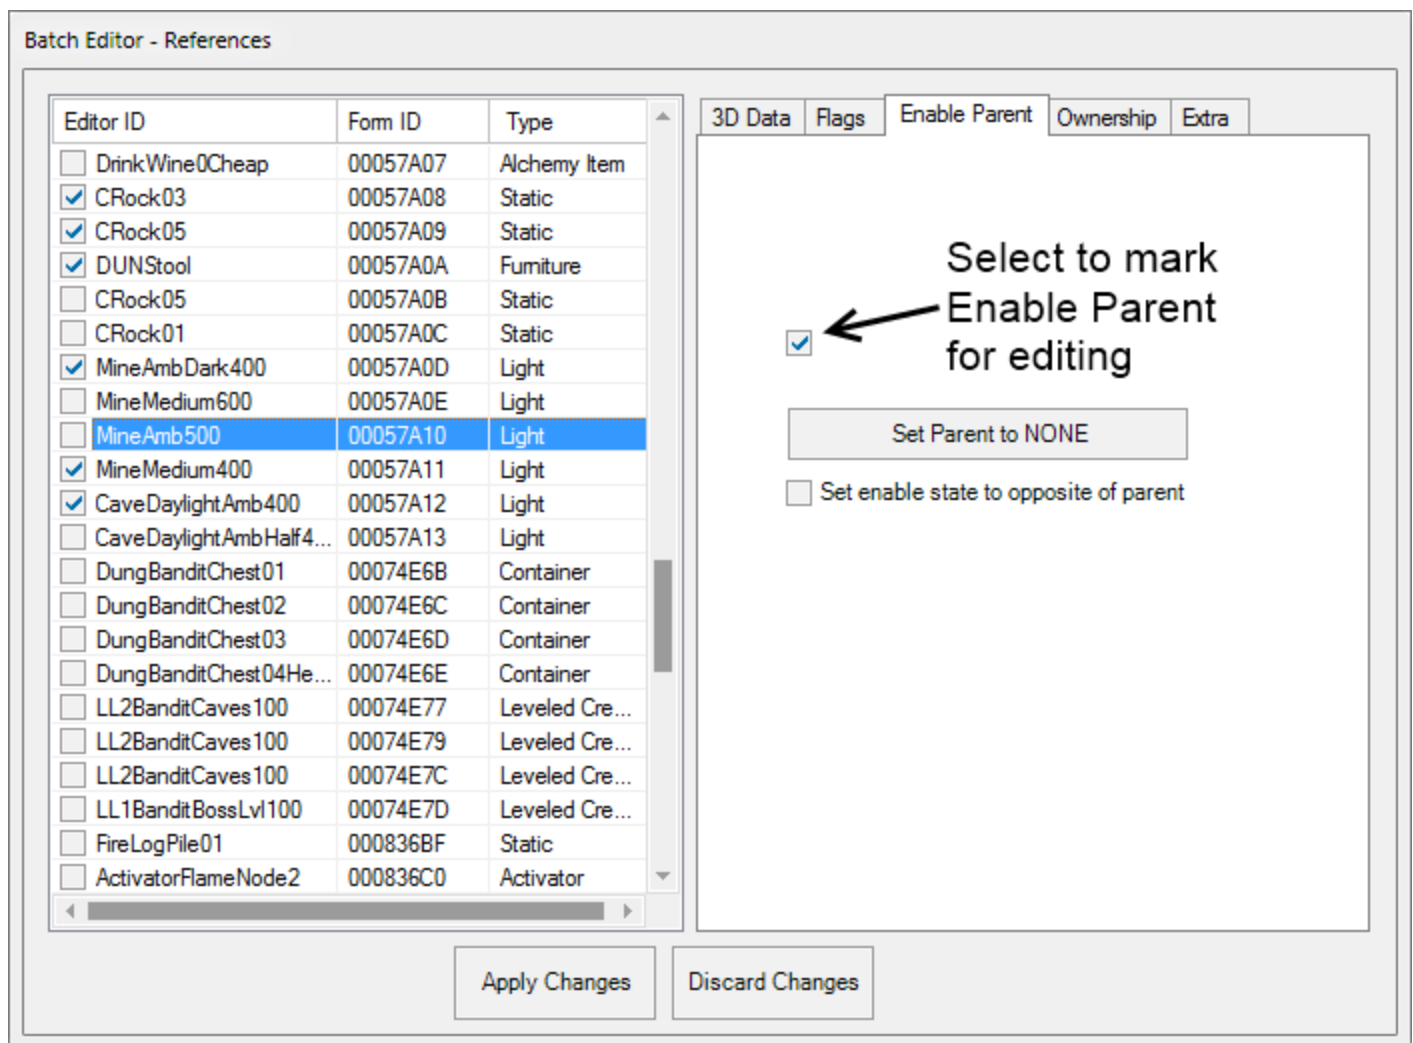 Batch Editor - References
Editor ID Form ID Type
DrinkWine0Cheap 00057A07 Alchemy Item
CRock03 00057A08 Static
CRock05 00057A09 Static
DUNStool 00057A0A Furniture
CRock05 00057A0B Static
CRock01 00057A0C Static
MineAmbDark400 00057A0D Light
MineMedium600 00057A0E Light
MineAmb500 00057A10 Light
MineMedium400 00057A11 Light
CaveDaylightAmb400 00057A12 Light
CaveDaylightAmbHalf4... 00057A13 Light
DungBanditChest01 00074E6B Container
DungBanditChest02 00074E6C Container
DungBanditChest03 00074E6D Container
DungBanditChest04He... 00074E6E Container
LL2BanditCaves100 00074E77 Leveled Cre...
LL2BanditCaves100 00074E79 Leveled Cre...
LL2BanditCaves100 00074E7C Leveled Cre...
LL1BanditBossLvl100 00074E7D Leveled Cre...
FireLogPile01 000836BF Static
ActivatorFlameNode2 000836C0 Activator
3D Data Flags Enable Parent Ownership Extra
Select to mark
Enable Parent
for editing
Set Parent to NONE
Set enable state to opposite of parent
Apply Changes Discard Changes